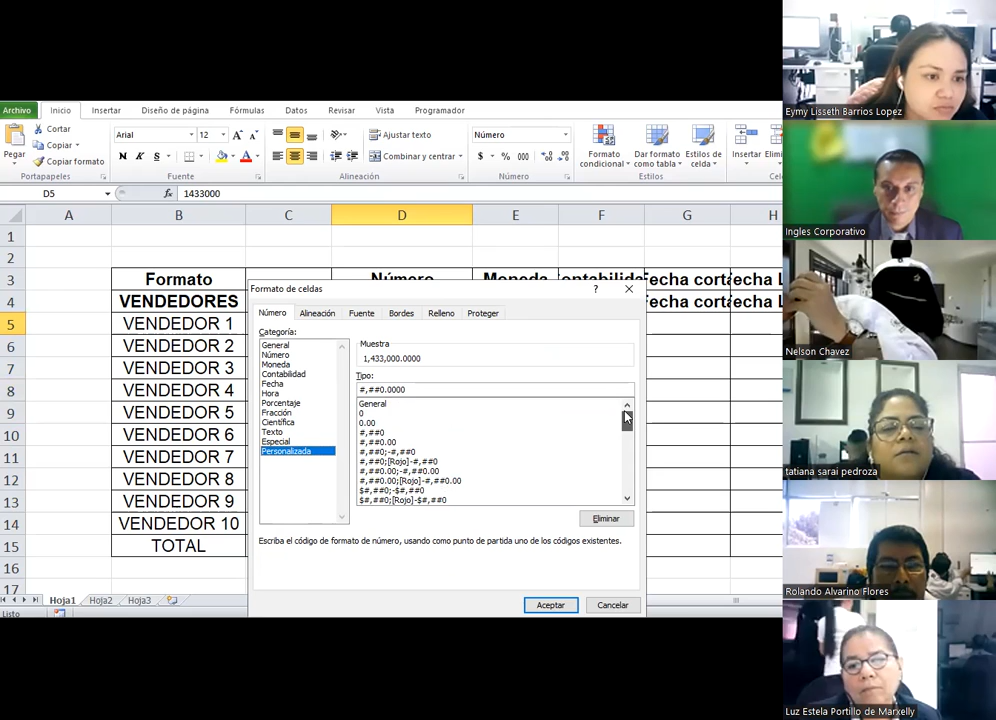 Archivo Inicio Insertar Diseño de página Fórmulas Datos Revisar Vista Programador
Cortar
Copiar
Copiar formato
Pegar
Portapapeles
Arial 12
N K S
Fuente
Ajustar texto
Combinar y centrar
Alineación
Número
$ % 000
Número
Formato condicional
Dar formato como tabla
Estilos de celda
Estilos
Insertar
D5 fx 1433000
A B C D E F G H
1
2
3 Formato Número Moneda Fecha corta
4 VENDEDORES Fecha corta
5 VENDEDOR 1
6 VENDEDOR 2
7 VENDEDOR 3
8 VENDEDOR 4
9 VENDEDOR 5
10 VENDEDOR 6
11 VENDEDOR 7
12 VENDEDOR 8
13 VENDEDOR 9
14 VENDEDOR 10
15 TOTAL
16
17
Formato de celdas ?
Número Alineación Fuente Bordes Relleno Proteger
Categoría:
General
Número
Moneda
Contabilidad
Fecha
Hora
Porcentaje
Fracción
Científica
Texto
Especial
Personalizada
Muestra
1,433,000.0000
Tipo:
#,##0.0000
General
0
0.00
#,##0
#,##0.00
#,##0;-#,##0
#,##0;[Rojo]-#,##0
#,##0.00;-#,##0.00
#,##0.00;[Rojo]-#,##0.00
$#,##0;-$#,##0
$#,##0;[Rojo]-$#,##0
Eliminar
Escriba el código de formato de número, usando como punto de partida uno de los códigos existentes.
Aceptar Cancelar
Hoja1 Hoja2 Hoja3
Listo
Eymy Lisseth Barrios Lopez
Ingles Corporativo
Nelson Chavez
tatiana sarai pedroza
Rolando Alvarino Flores
Luz Estela Portillo de Marxelly